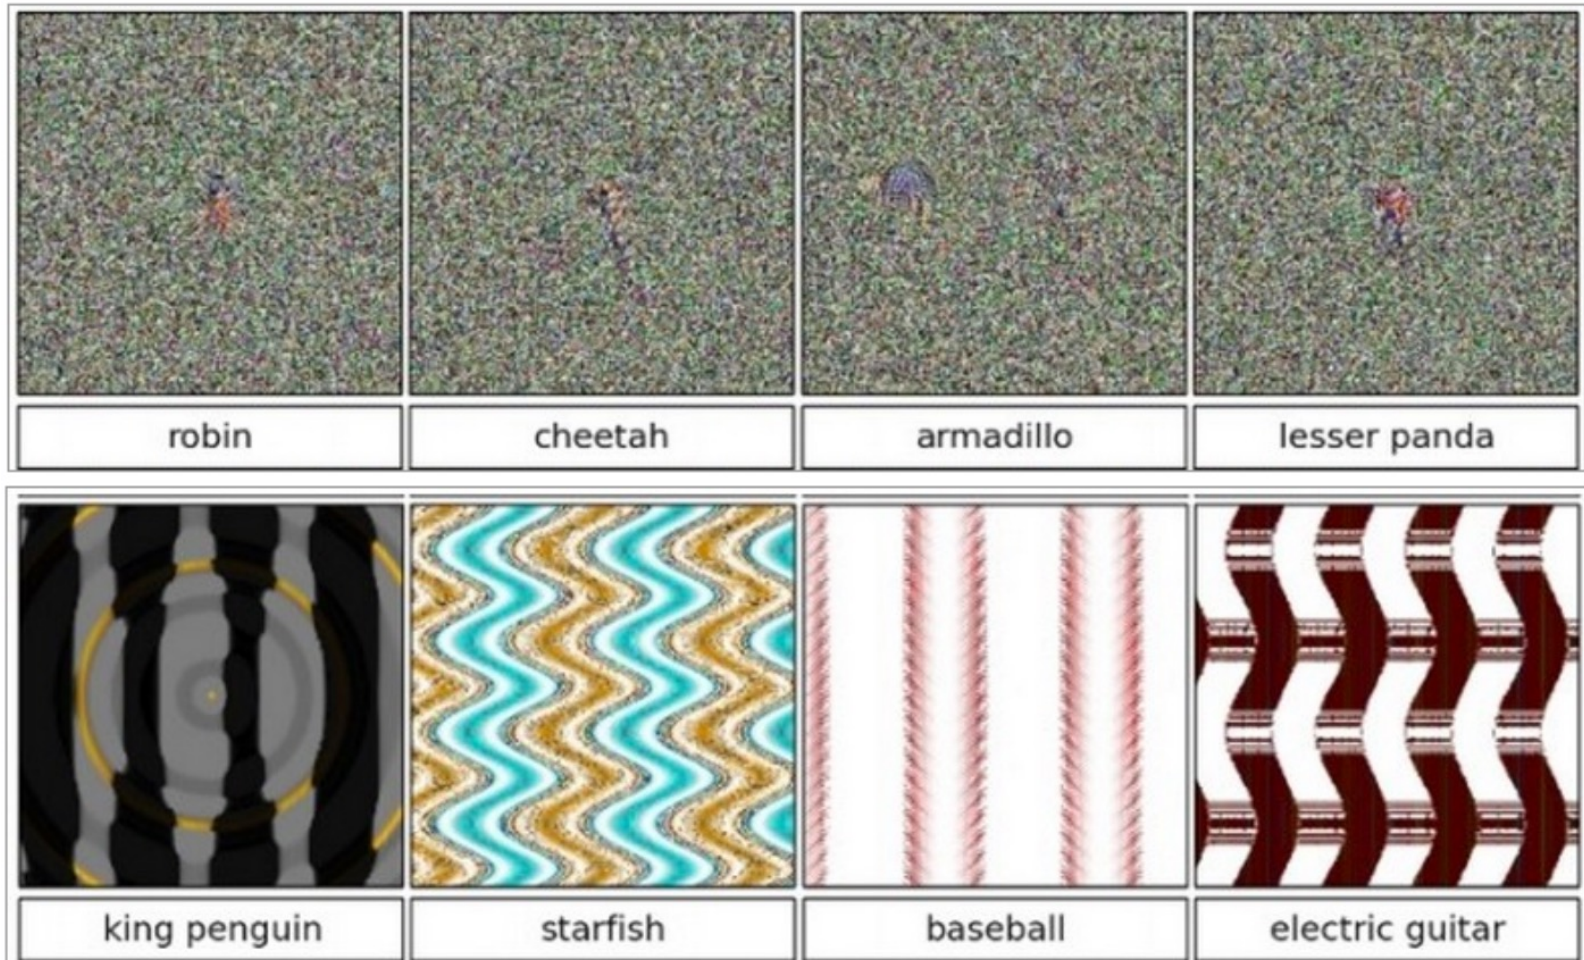 robin
cheetah
armadillo
lesser panda
king penguin
starfish
baseball
electric guitar